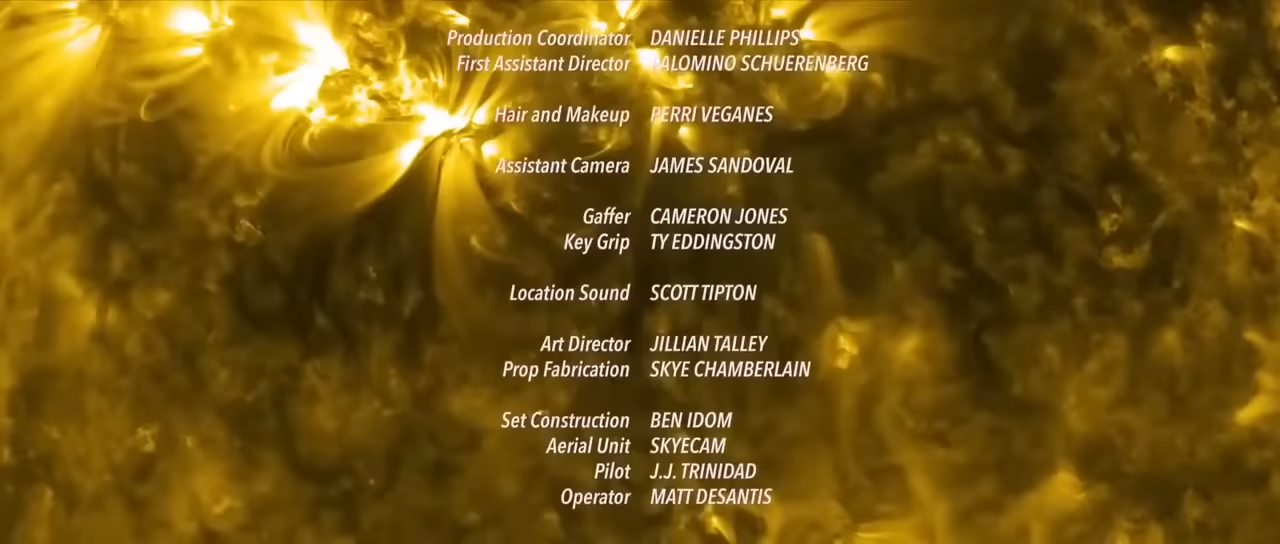 Production Coordinator DANIELLE PHILLIPS
First Assistant Director PALOMINO SCHUERENBERG
Hair and Makeup PERRI VEGANES
Assistant Camera JAMES SANDOVAL
Gaffer CAMERON JONES
Key Grip TY EDDINGSTON
Location Sound SCOTT TIPTON
Art Director JILLIAN TALLEY
Prop Fabrication SKYE CHAMBERLAIN
Set Construction BEN IDOM
Aerial Unit SKYECAM
Pilot J.J. TRINIDAD
Operator MATT DESANTIS